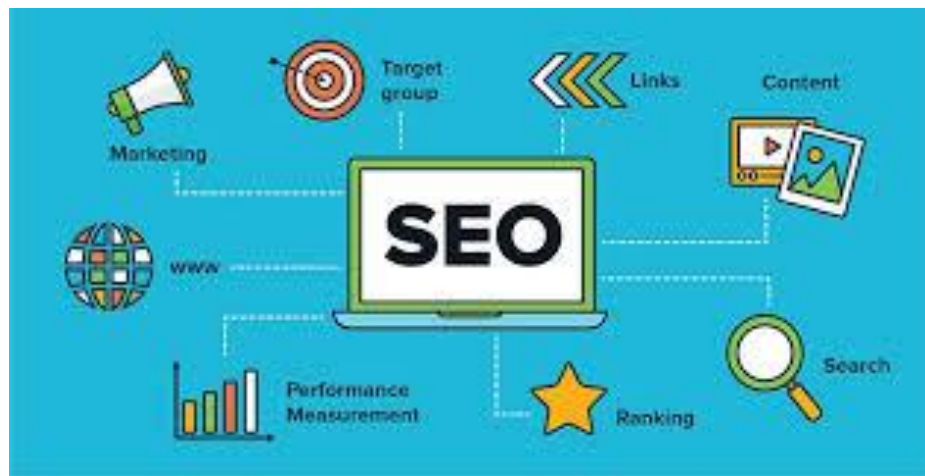 Target
group
Links
Content
Marketing
SEO
www
Search
Performance
Measurement
Ranking